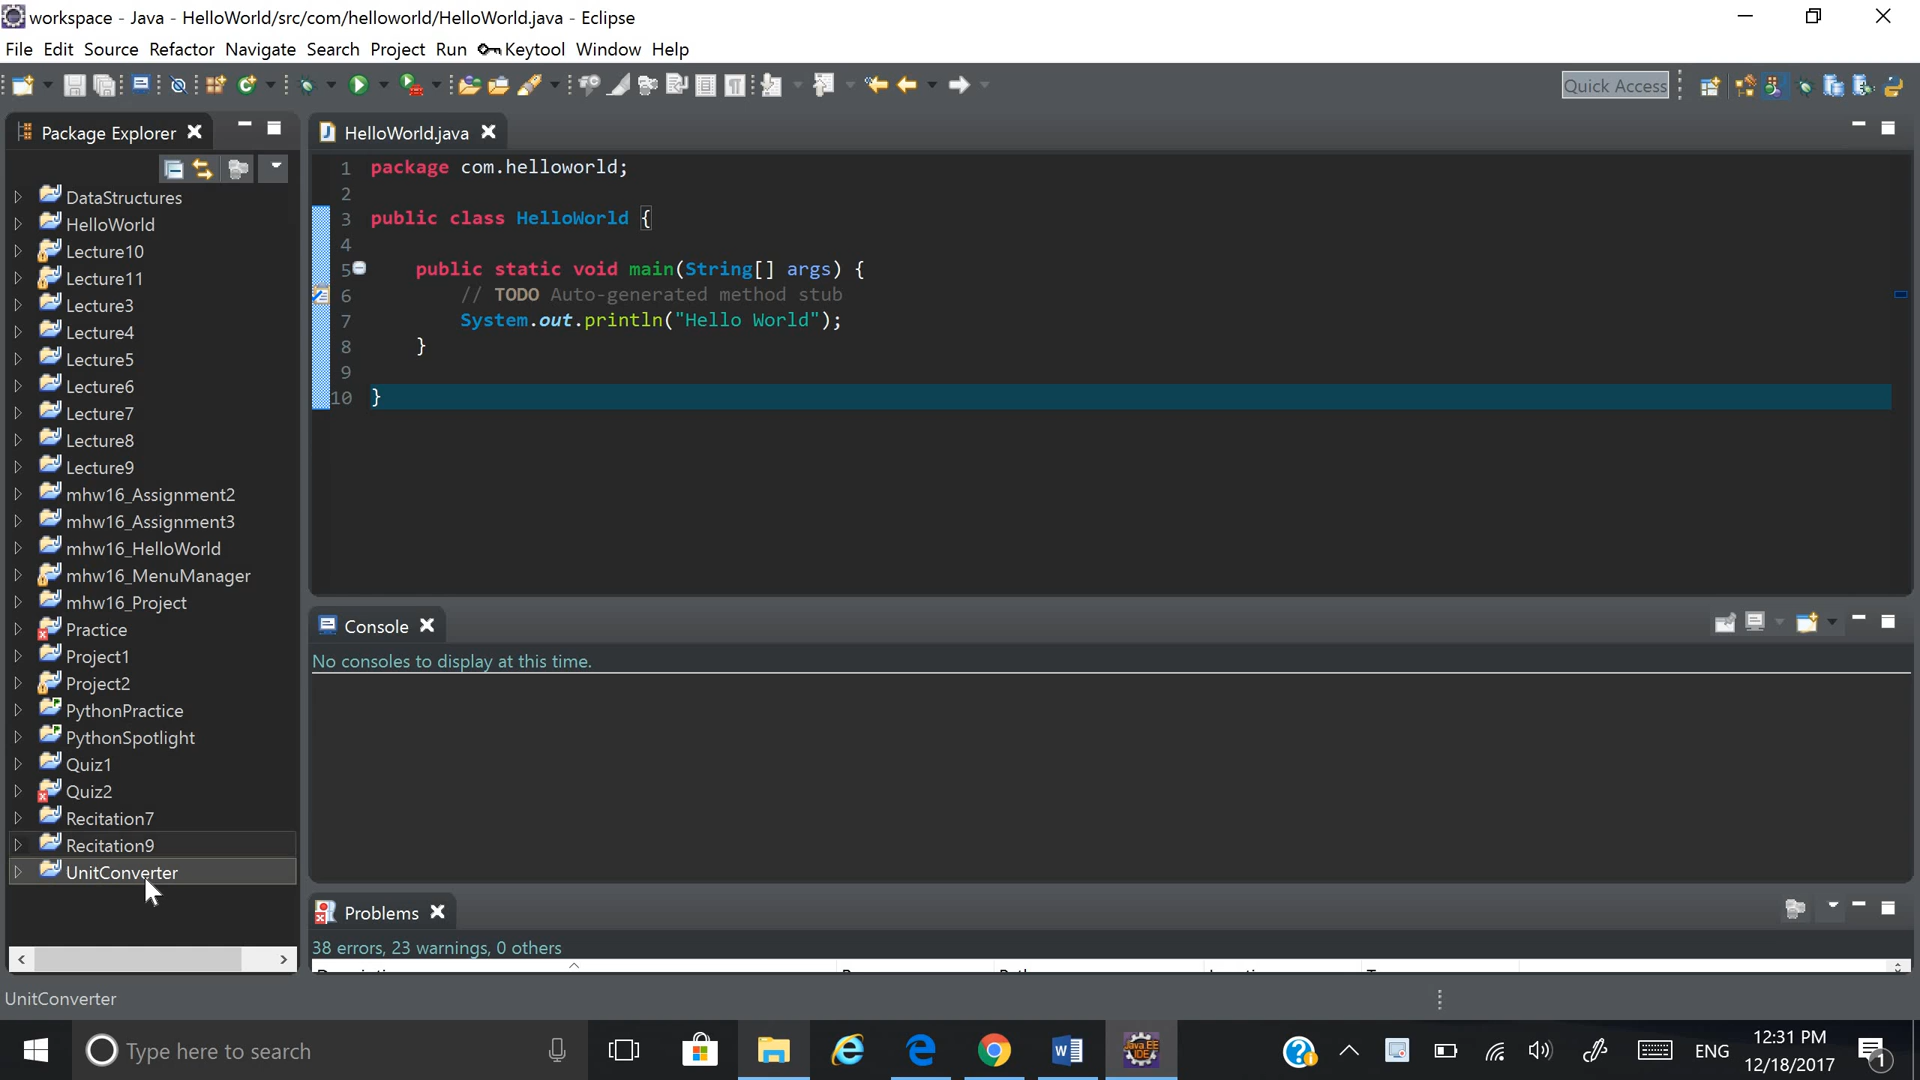 workspace - Java - HelloWorld/src/com/helloworld/HelloWorld.java - Eclipse
File Edit Source Refactor Navigate Search Project Run Keytool Window Help
Quick Access
Package Explorer
HelloWorld.java
DataStructures
HelloWorld
Lecture10
Lecture11
Lecture3
Lecture4
Lecture5
Lecture6
Lecture7
Lecture8
Lecture9
mhw16_Assignment2
mhw16_Assignment3
mhw16_HelloWorld
mhw16_MenuManager
mhw16_Project
Practice
Project1
Project2
PythonPractice
PythonSpotlight
Quiz1
Quiz2
Recitation7
Recitation9
UnitConverter
1 package com.helloworld;
2
3 public class HelloWorld {
4
5 public static void main(String[] args) {
6 // TODO Auto-generated method stub
7 System.out.println("Hello World");
8 }
9
10 }
Console
No consoles to display at this time.
Problems
38 errors, 23 warnings, 0 others
UnitConverter
Type here to search
ENG
12:31 PM
12/18/2017
1